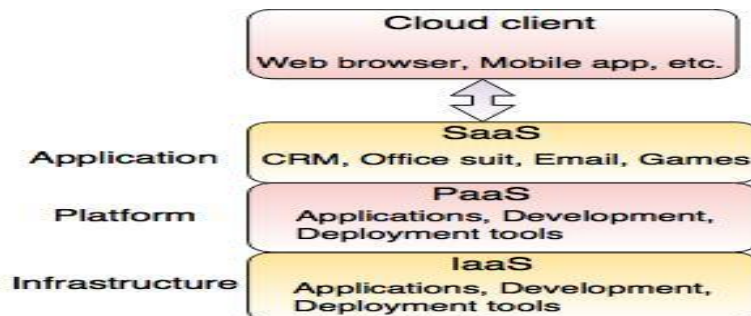 Cloud client
Web browser, Mobile app, etc.
SaaS
Application
CRM, Office suit, Email, Games
PaaS
Platform
Applications, Development,
Deployment tools
IaaS
Infrastructure
Applications, Development,
Deployment tools